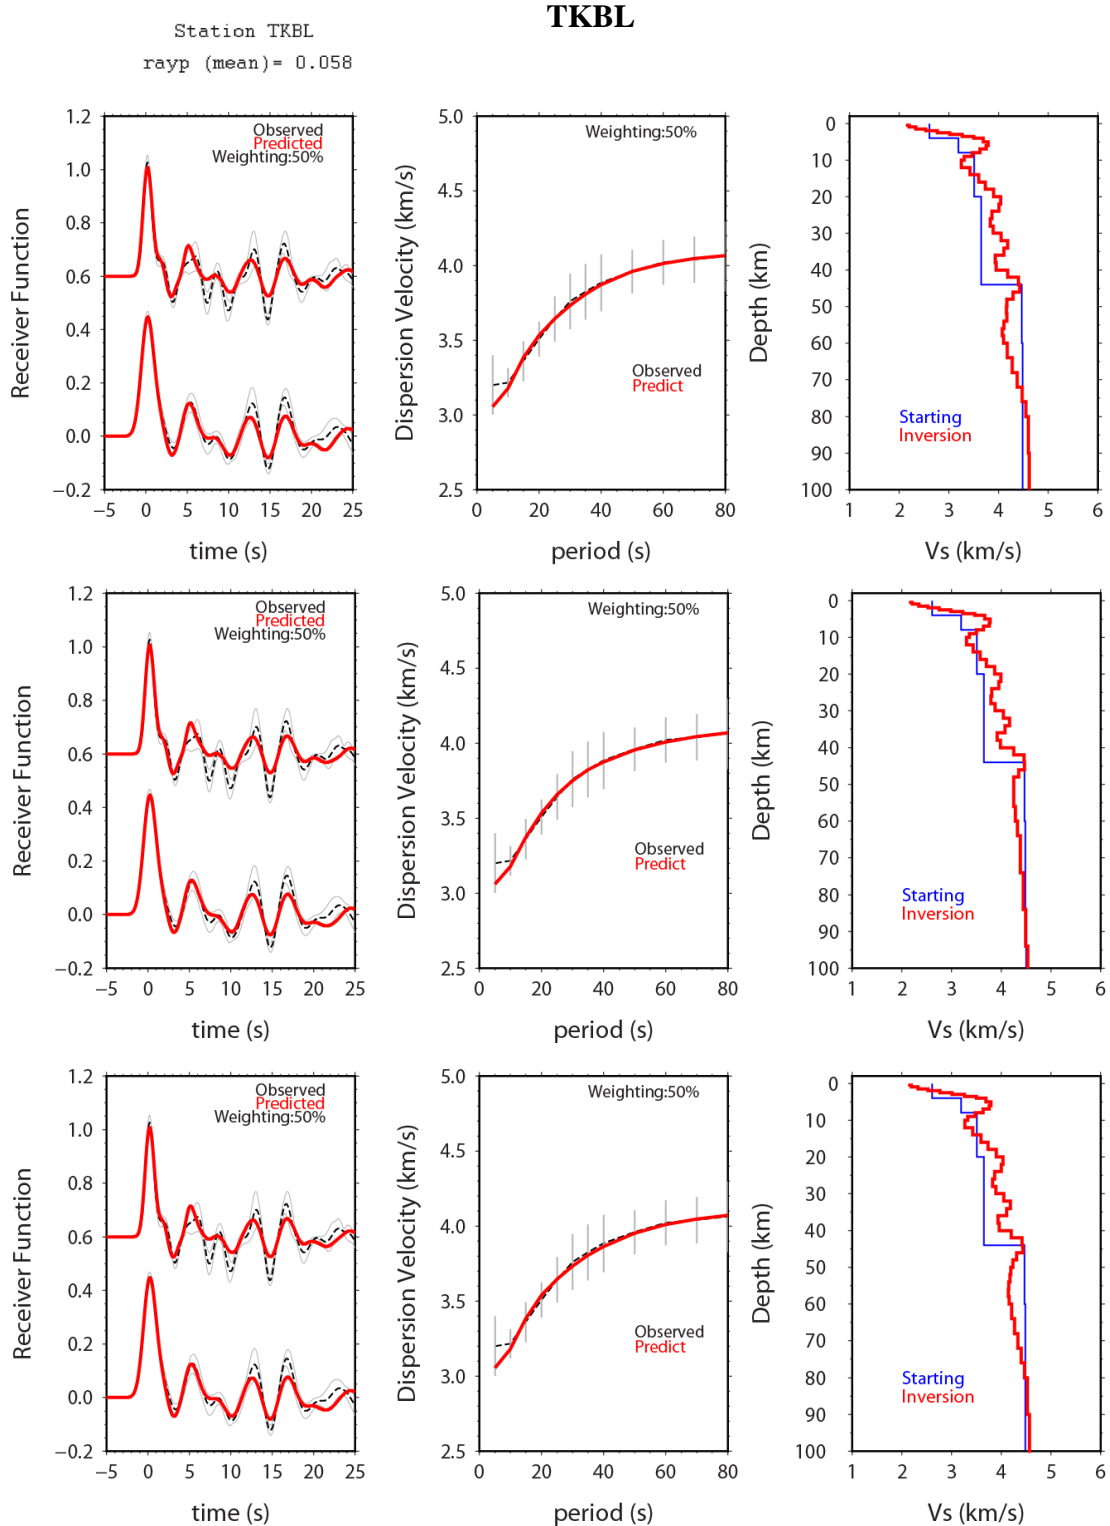 TKBL
Station TKBL
rayp (mean)= 0.058
1.2
1.0
0.8
0.6
0.4
0.2
0.0
−0.2
−5 0 5 10 15 20 25
Receiver Function
time (s)
Observed
Predicted
Weighting:50%
5.0
4.5
4.0
3.5
3.0
2.5
0 20 40 60 80
Dispersion Velocity (km/s)
period (s)
Weighting:50%
Observed
Predict
0
10
20
30
40
50
60
70
80
90
100
1 2 3 4 5 6
Depth (km)
Vs (km/s)
Starting
Inversion
1.2
1.0
0.8
0.6
0.4
0.2
0.0
−0.2
−5 0 5 10 15 20 25
Receiver Function
time (s)
Observed
Predicted
Weighting:50%
5.0
4.5
4.0
3.5
3.0
2.5
0 20 40 60 80
Dispersion Velocity (km/s)
period (s)
Weighting:50%
Observed
Predict
0
10
20
30
40
50
60
70
80
90
100
1 2 3 4 5 6
Depth (km)
Vs (km/s)
Starting
Inversion
1.2
1.0
0.8
0.6
0.4
0.2
0.0
−0.2
−5 0 5 10 15 20 25
Receiver Function
time (s)
Observed
Predicted
Weighting:50%
5.0
4.5
4.0
3.5
3.0
2.5
0 20 40 60 80
Dispersion Velocity (km/s)
period (s)
Weighting:50%
Observed
Predict
0
10
20
30
40
50
60
70
80
90
100
1 2 3 4 5 6
Depth (km)
Vs (km/s)
Starting
Inversion